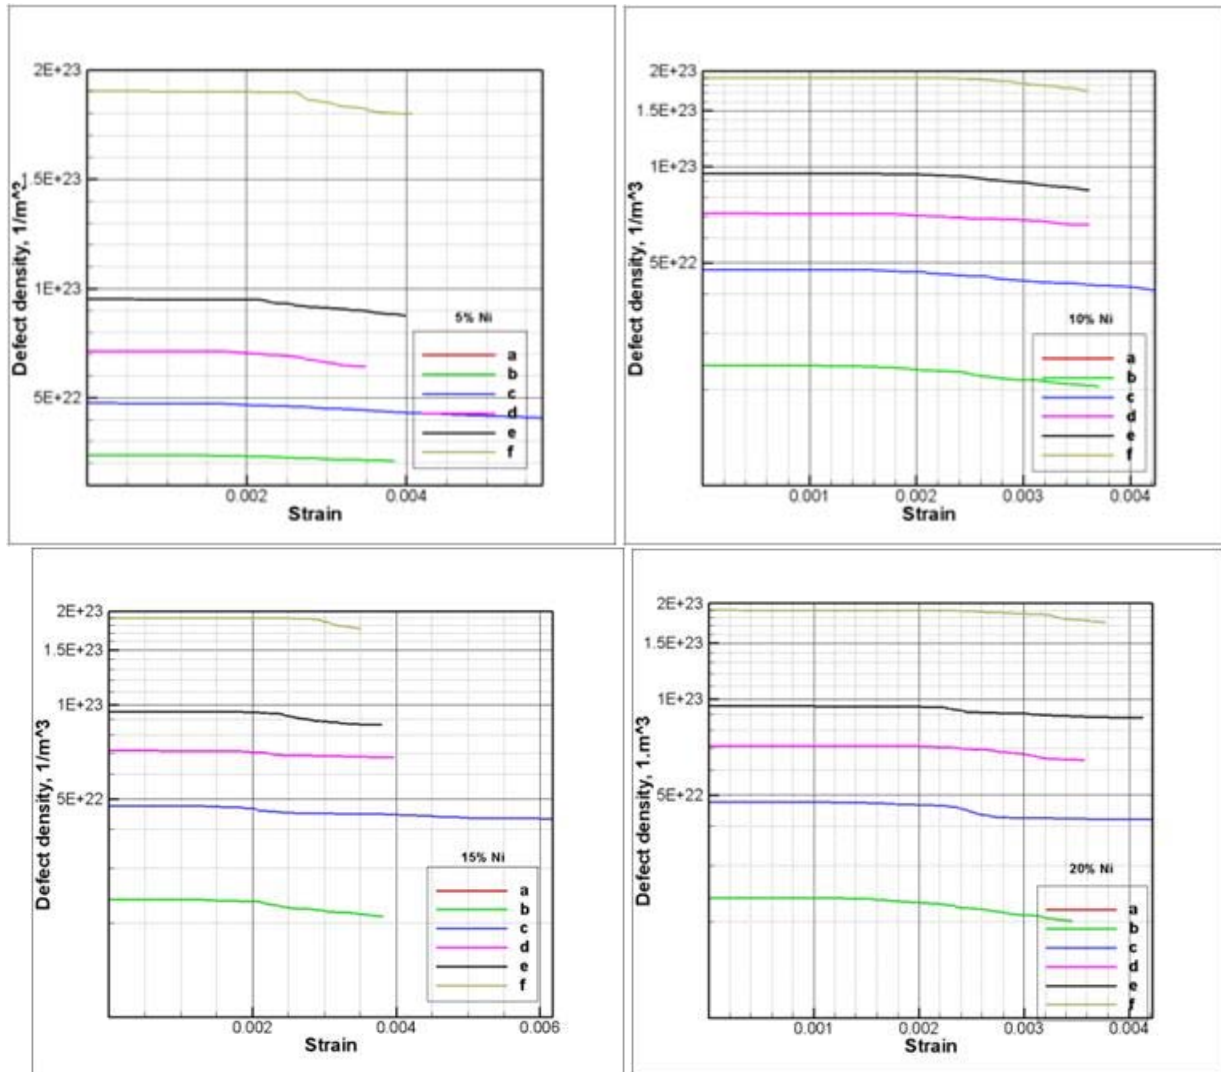 2E+23
1.5E+23
1E+23
5E+22
Defect density, 1/m^2
5% Ni
a
b
c
d
e
f
0.002
0.004
Strain
2E+23
1.5E+23
1E+23
5E+22
Defect density, 1/m^3
10% Ni
a
b
c
d
e
f
0.001
0.002
0.003
0.004
Strain
2E+23
1.5E+23
1E+23
5E+22
Defect density, 1/m^3
15% Ni
a
b
c
d
e
f
0.002
0.004
0.006
Strain
2E+23
1.5E+23
1E+23
5E+22
Defect density, 1.m^3
20% Ni
a
b
c
d
e
f
0.001
0.002
0.003
0.004
Strain